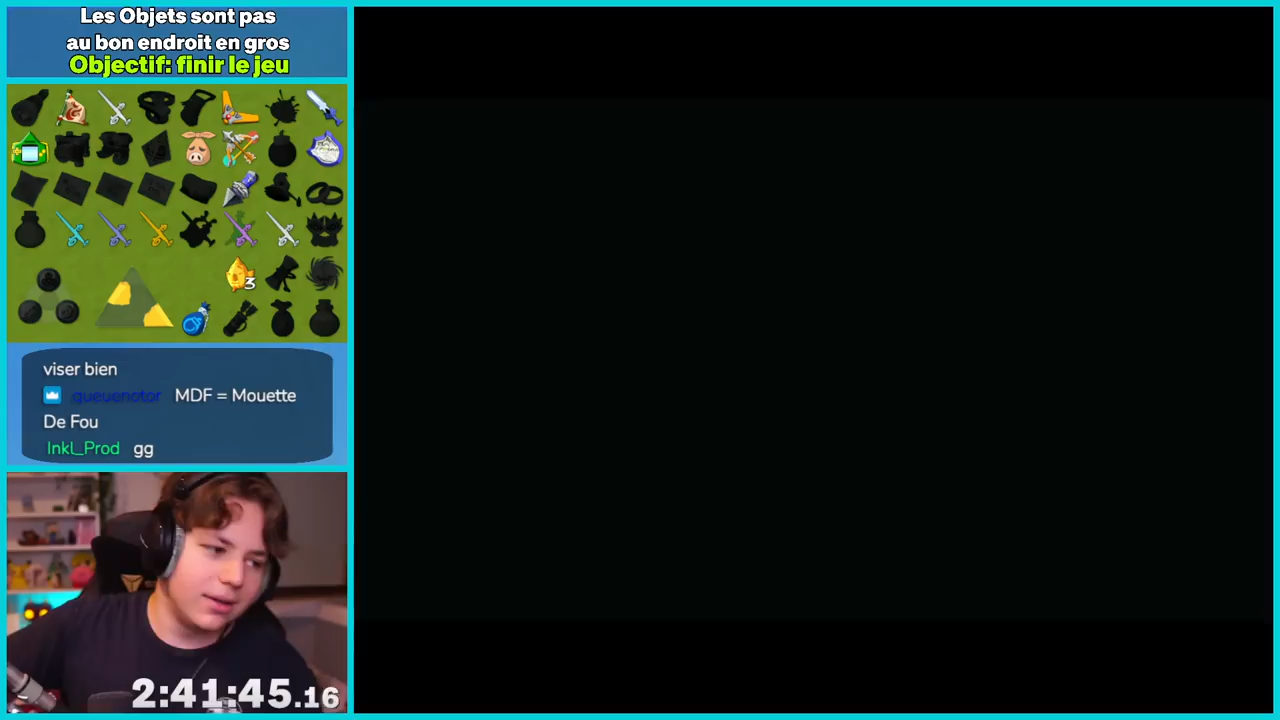 Les Objets sont pas
au bon endroit en gros
Objectif: finir le jeu
3
viser bien
queuenotor MDF = Mouette
De Fou
Inkl_Prod gg
2:41:45.16